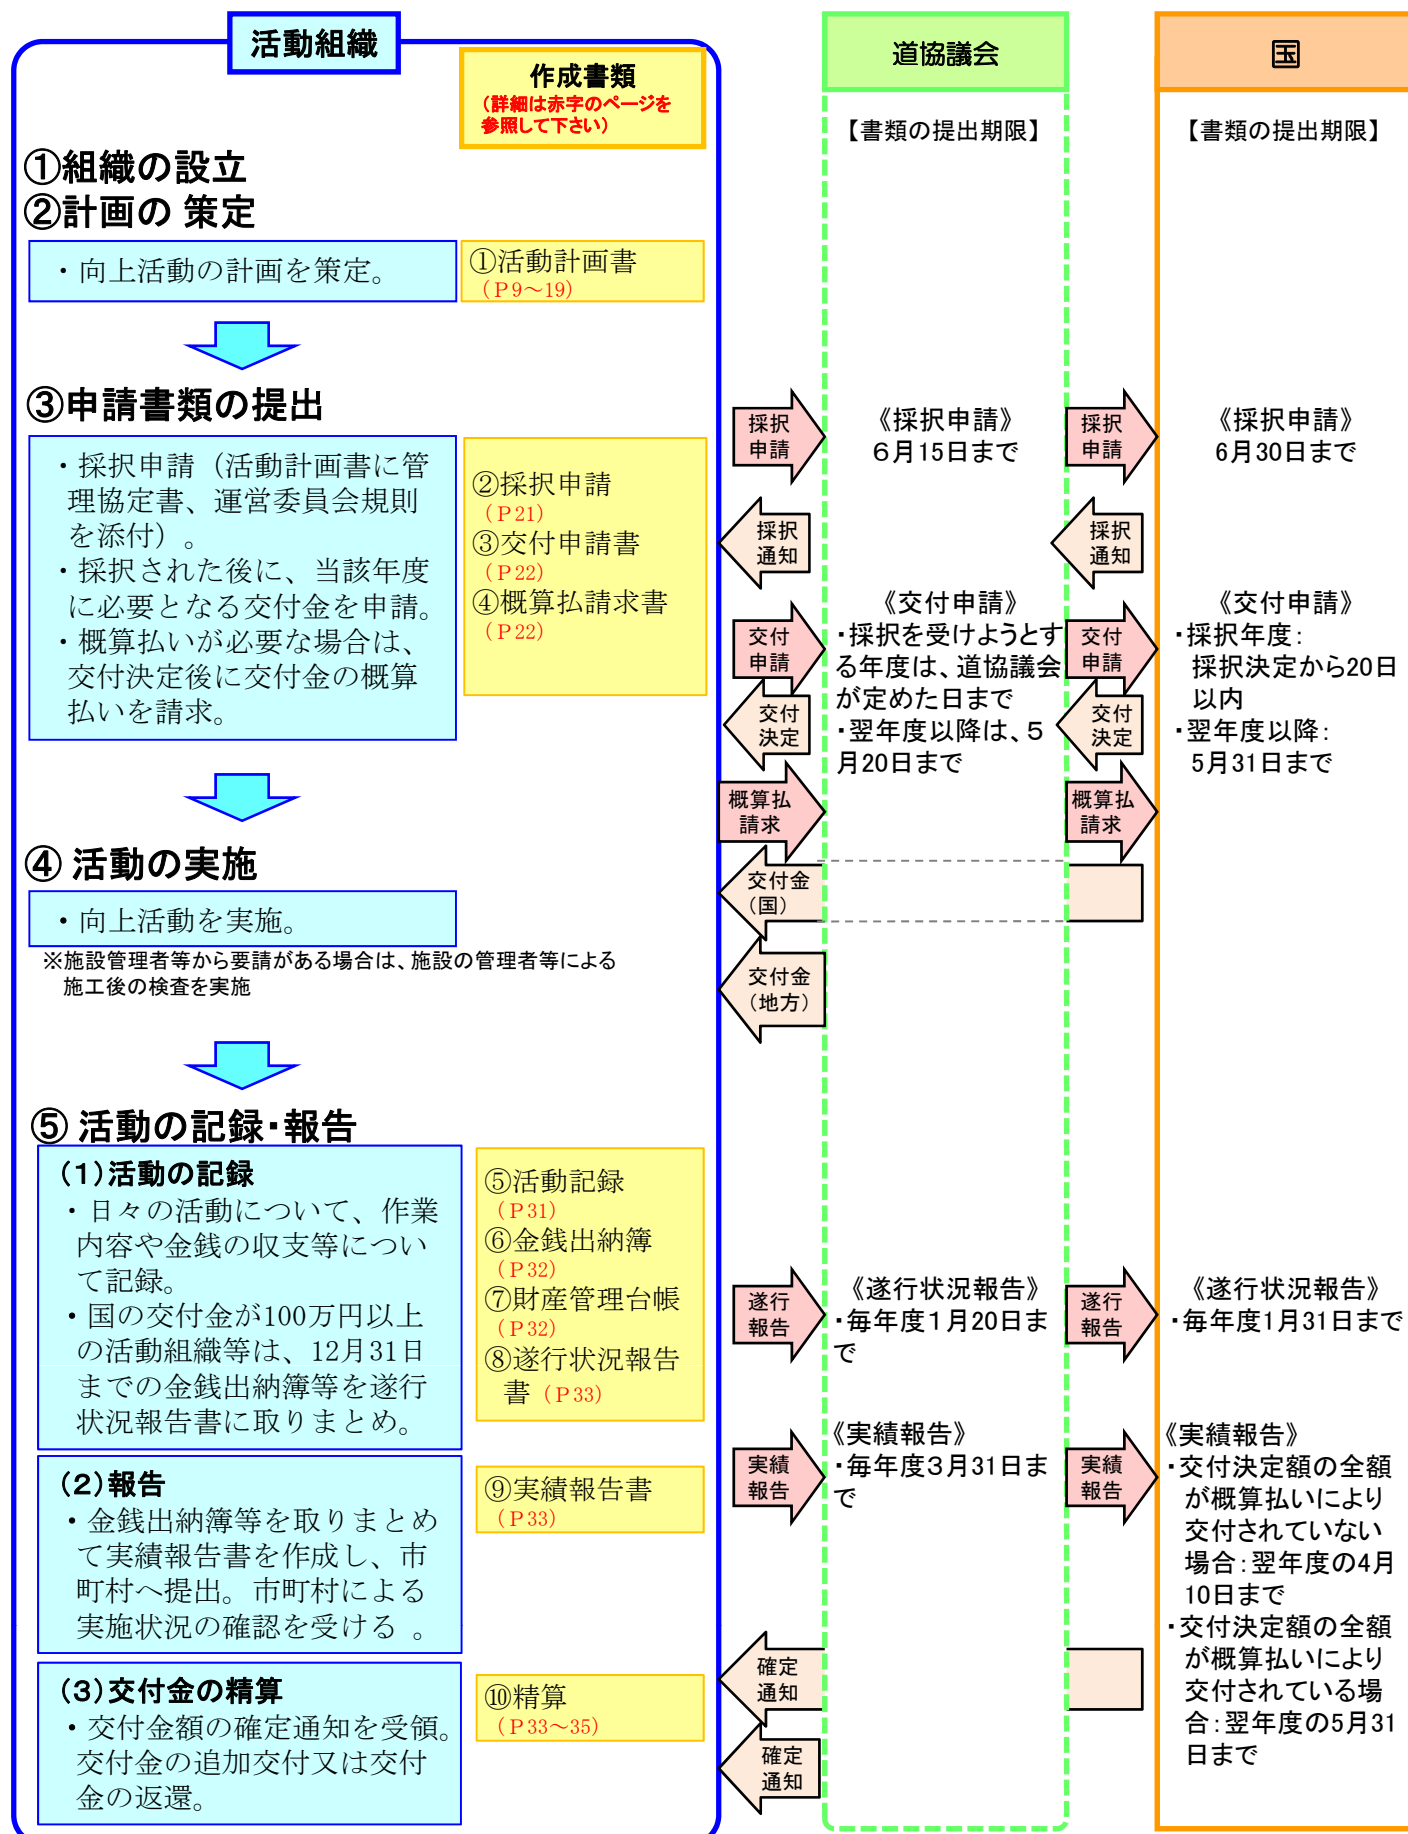 活動組織
作成書類
（詳細は赤字のページを
参照して下さい）
①組織の設立
②計画の 策定
・向上活動の計画を策定。
①活動計画書
（P9～19）
③申請書類の提出
・採択申請（活動計画書に管
理協定書、運営委員会規則
を添付）。
・採択された後に、当該年度
に必要となる交付金を申請。
・概算払いが必要な場合は、
交付決定後に交付金の概算
払いを請求。
②採択申請
（P21）
③交付申請書
（P22）
④概算払請求書
（P22）
④ 活動の実施
・向上活動を実施。
※施設管理者等から要請がある場合は、施設の管理者等による
施工後の検査を実施
⑤ 活動の記録・報告
（1）活動の記録
・日々の活動について、作業
内容や金銭の収支等につい
て記録。
・国の交付金が100万円以上
の活動組織等は、12月31日
までの金銭出納簿等を遂行
状況報告書に取りまとめ。
⑤活動記録
（P31）
⑥金銭出納簿
（P32）
⑦財産管理台帳
（P32）
⑧遂行状況報告
書（P33）
（2）報告
・金銭出納簿等を取りまとめ
て実績報告書を作成し、市
町村へ提出。市町村による
実施状況の確認を受ける 。
⑨実績報告書
（P33）
（3）交付金の精算
・交付金額の確定通知を受領。
交付金の追加交付又は交付
金の返還。
⑩精算
（P33～35）
採択
申請
採択
通知
交付
申請
交付
決定
概算払
請求
交付金
（国）
交付金
（地方）
遂行
報告
実績
報告
確定
通知
確定
通知
道協議会
【書類の提出期限】
《採択申請》
６月15日まで
《交付申請》
・採択を受けようとす
る年度は、道協議会
が定めた日まで
・翌年度以降は、５
月20日まで
《遂行状況報告》
・毎年度１月20日ま
で
《実績報告》
・毎年度３月31日ま
で
採択
申請
採択
通知
交付
申請
交付
決定
概算払
請求
遂行
報告
実績
報告
国
【書類の提出期限】
《採択申請》
6月30日まで
《交付申請》
・採択年度：
採択決定から20日
以内
・翌年度以降：
5月31日まで
《遂行状況報告》
・毎年度1月31日まで
《実績報告》
・交付決定額の全額
が概算払いにより
交付されていない
場合：翌年度の4月
10日まで
・交付決定額の全額
が概算払いにより
交付されている場
合：翌年度の5月31
日まで